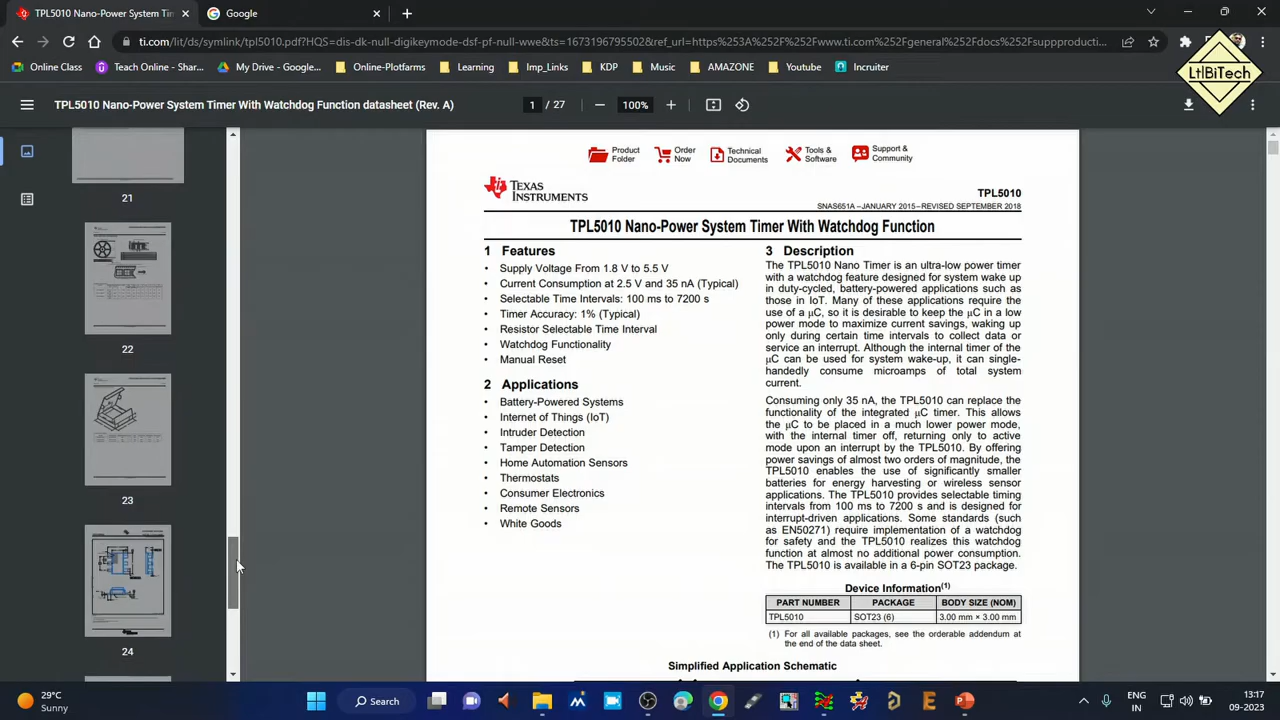 TPL5010 Nano-Power System Tim
Google
ti.com/lit/ds/symlink/tpl5010.pdf?HQS=dis-dk-null-digikeymode-dsf-pf-null-wwe&ts=1673196795502&ref_url=https%253A%252F%252Fwww.ti.com%252Fgeneral%252Fdocs%252Fsuppproducti...
Online Class
Teach Online - Shar...
My Drive - Google...
Online-Platfarms
Learning
Imp_Links
KDP
Music
AMAZONE
Youtube
Incruiter
LtlBiTech
TPL5010 Nano-Power System Timer With Watchdog Function datasheet (Rev. A)
1 / 27
100%
21
22
23
24
Product
Folder
Order
Now
Technical
Documents
Tools &
Software
Support &
Community
TEXAS
INSTRUMENTS
TPL5010
SNAS651A –JANUARY 2015–REVISED SEPTEMBER 2018
TPL5010 Nano-Power System Timer With Watchdog Function
1 Features
• Supply Voltage From 1.8 V to 5.5 V
• Current Consumption at 2.5 V and 35 nA (Typical)
• Selectable Time Intervals: 100 ms to 7200 s
• Timer Accuracy: 1% (Typical)
• Resistor Selectable Time Interval
• Watchdog Functionality
• Manual Reset
2 Applications
• Battery-Powered Systems
• Internet of Things (IoT)
• Intruder Detection
• Tamper Detection
• Home Automation Sensors
• Thermostats
• Consumer Electronics
• Remote Sensors
• White Goods
3 Description
The TPL5010 Nano Timer is an ultra-low power timer
with a watchdog feature designed for system wake up
in duty-cycled, battery-powered applications such as
those in IoT. Many of these applications require the
use of a μC, so it is desirable to keep the μC in a low
power mode to maximize current savings, waking up
only during certain time intervals to collect data or
service an interrupt. Although the internal timer of the
μC can be used for system wake-up, it can single-
handedly consume microamps of total system
current.
Consuming only 35 nA, the TPL5010 can replace the
functionality of the integrated μC timer. This allows
the μC to be placed in a much lower power mode,
with the internal timer off, returning only to active
mode upon an interrupt by the TPL5010. By offering
power savings of almost two orders of magnitude, the
TPL5010 enables the use of significantly smaller
batteries for energy harvesting or wireless sensor
applications. The TPL5010 provides selectable timing
intervals from 100 ms to 7200 s and is designed for
interrupt-driven applications. Some standards (such
as EN50271) require implementation of a watchdog
for safety and the TPL5010 realizes this watchdog
function at almost no additional power consumption.
The TPL5010 is available in a 6-pin SOT23 package.
Device Information(1)
PART NUMBER PACKAGE BODY SIZE (NOM)
TPL5010 SOT23 (6) 3.00 mm × 3.00 mm
(1) For all available packages, see the orderable addendum at
the end of the data sheet.
Simplified Application Schematic
29°C
Sunny
Search
ENG
IN
13:17
09-2023